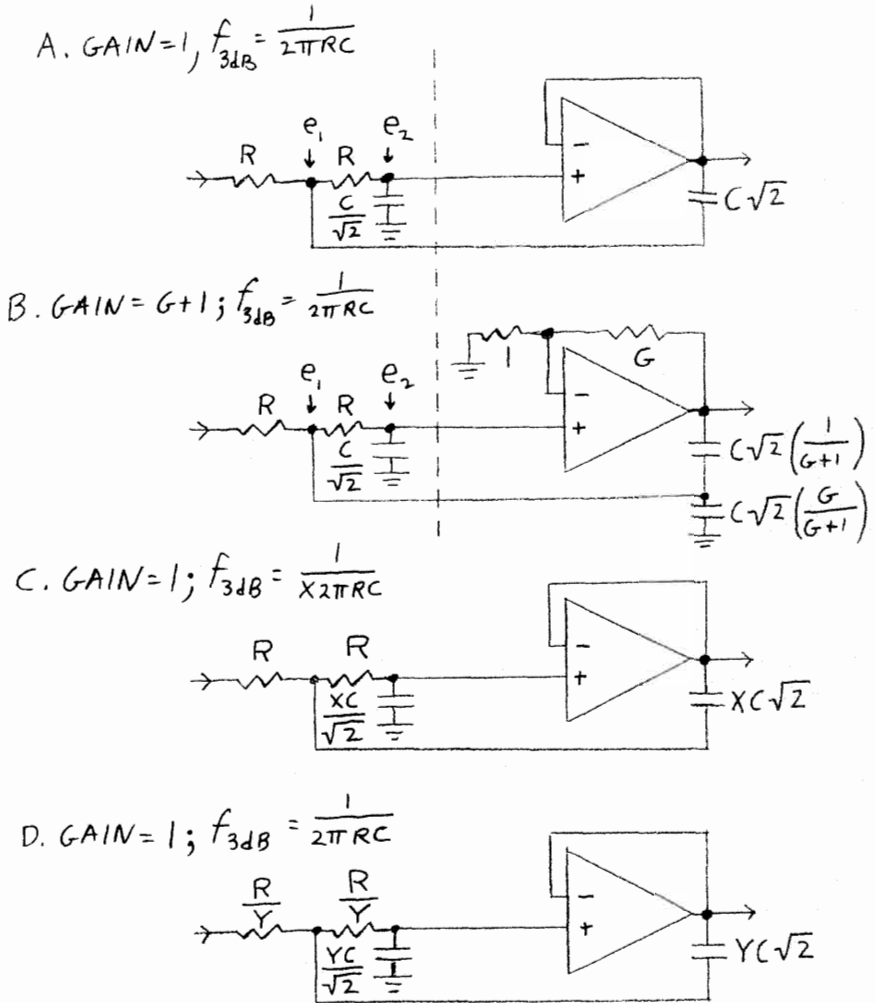 A. GAIN=1, f3dB = 1/2πRC
e1 e2
R R
C/√2
-
+
C√2
B. GAIN = G+1; f3dB = 1/2πRC
1 G
e1 e2
R R
C/√2
-
+
C√2(1/G+1)
C√2(G/G+1)
C. GAIN=1; f3dB = 1/X2πRC
R R
XC/√2
-
+
XC√2
D. GAIN=1; f3dB = 1/2πRC
R/Y R/Y
YC/√2
-
+
YC√2